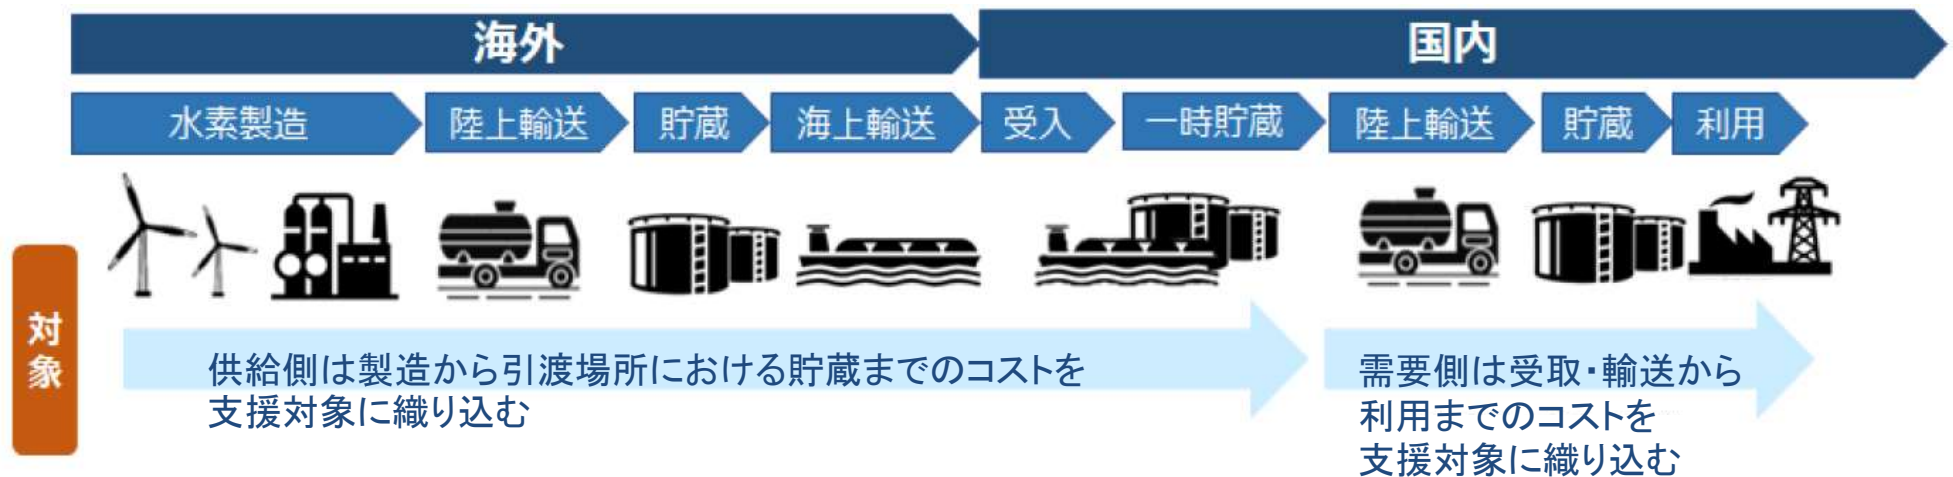 海外
国内
水素製造
陸上輸送
貯蔵
海上輸送
受入
一時貯蔵
陸上輸送
貯蔵
利用
対象
供給側は製造から引渡場所における貯蔵までのコストを
支援対象に織り込む
需要側は受取・輸送から
利用までのコストを
支援対象に織り込む